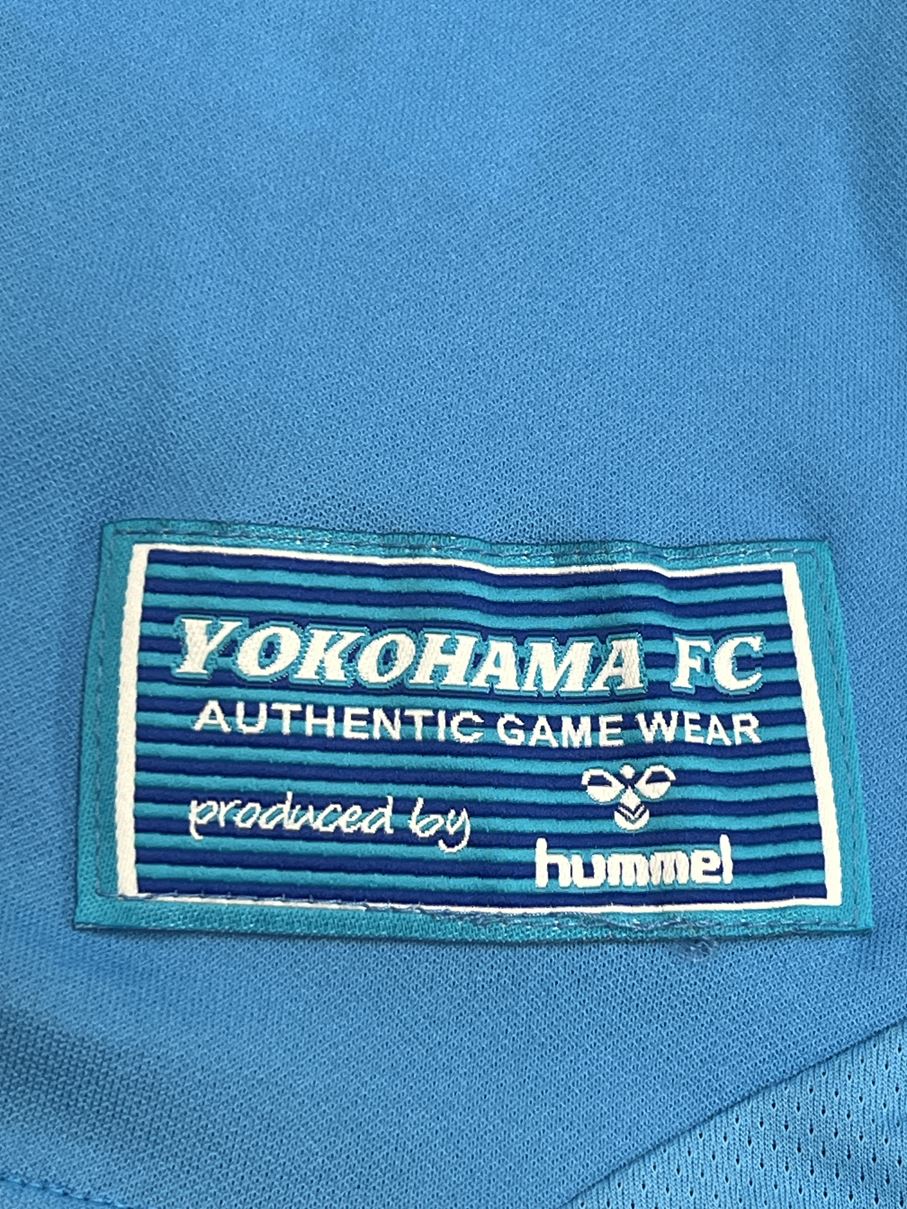 YOKOHAMA FC
AUTHENTIC GAME WEAR
produced by
hummel